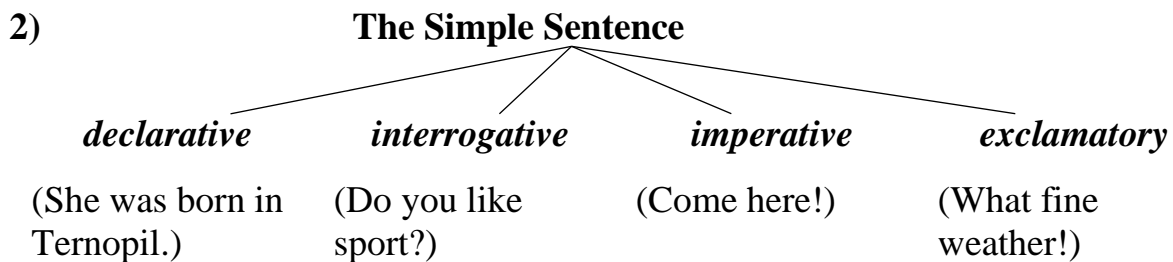 2) The Simple Sentence
declarative interrogative imperative exclamatory
(She was born in (Do you like (Come here!) (What fine
Ternopil.) sport?) weather!)